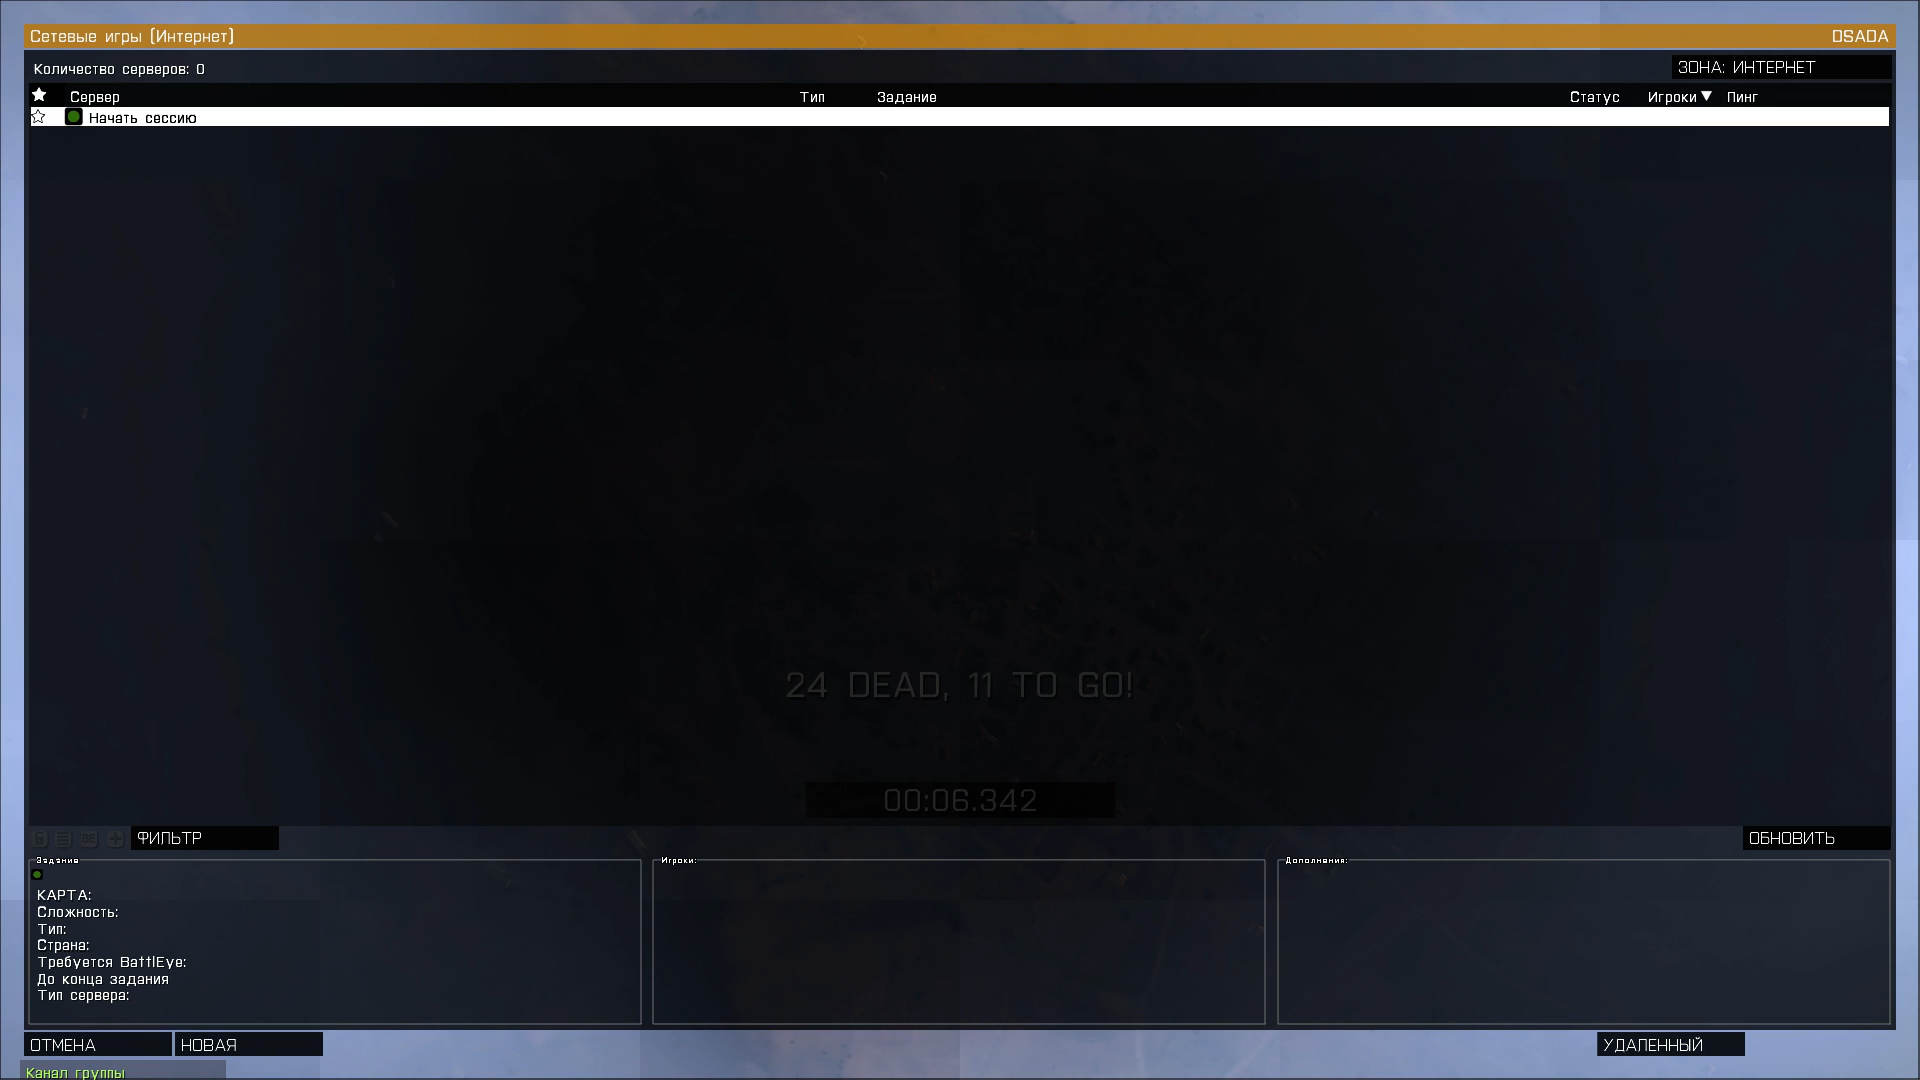 Сетевые игры (Интернет) DSADA
Количество серверов: 0 ЗОНА: ИНТЕРНЕТ
Сервер Тип Задание Статус Игроки Пинг
Начать сессию
24 DEAD, 11 TO GO!
00:06.342
ФИЛЬТР ОБНОВИТЬ
Задание Игроки: Дополнения:
КАРТА:
Сложность:
Тип:
Страна:
Требуется BattlEye:
До конца задания
Тип сервера:
ОТМЕНА НОВАЯ УДАЛЕННЫЙ
Канал группы